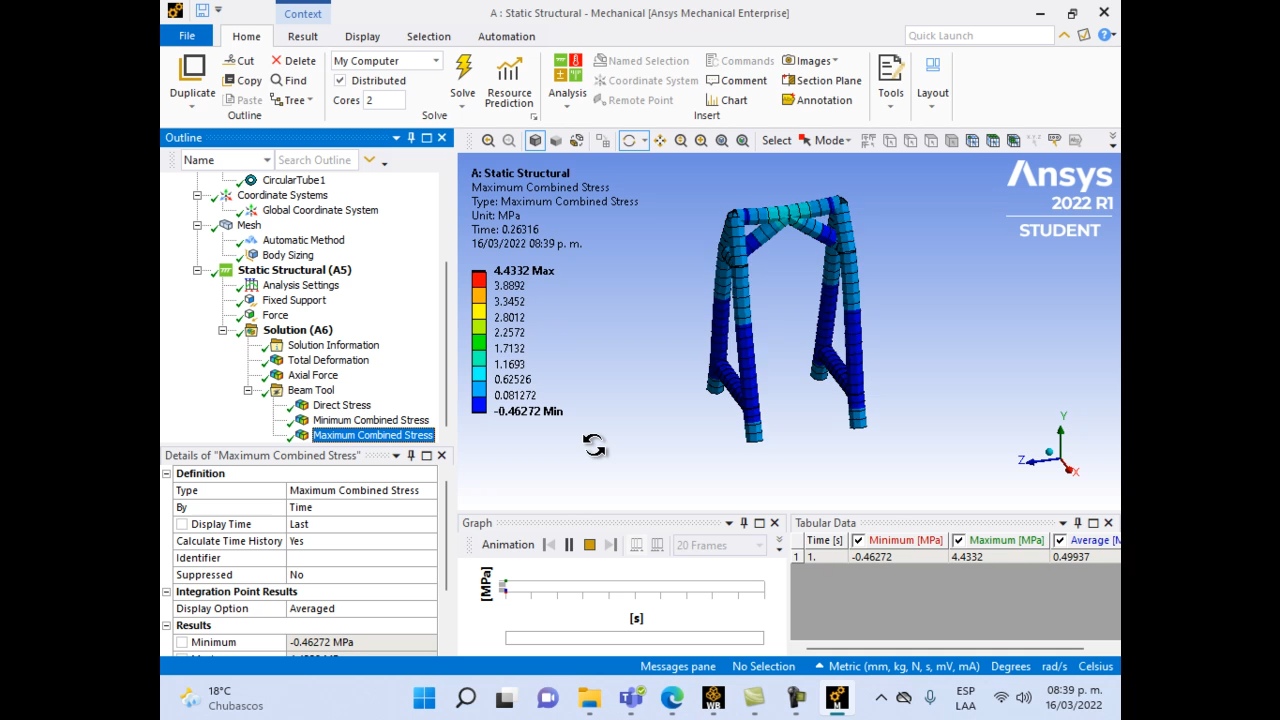 Context
A : Static Structural - Mechanical [Ansys Mechanical Enterprise]
File Home Result Display Selection Automation
Quick Launch
Duplicate
Cut
Copy
Paste
Delete
Find
Tree
Outline
My Computer
Distributed
Cores 2
Solve
Resource
Prediction
Solve
Analysis
Named Selection
Coordinate System
Remote Point
Commands
Comment
Chart
Images
Section Plane
Annotation
Insert
Tools
Layout
Outline
Name
Search Outline
CircularTube1
Coordinate Systems
Global Coordinate System
Mesh
Automatic Method
Body Sizing
Static Structural (A5)
Analysis Settings
Fixed Support
Force
Solution (A6)
Solution Information
Total Deformation
Axial Force
Beam Tool
Direct Stress
Minimum Combined Stress
Maximum Combined Stress
Details of "Maximum Combined Stress"
Definition
Type Maximum Combined Stress
By Time
Display Time Last
Calculate Time History Yes
Identifier
Suppressed No
Integration Point Results
Display Option Averaged
Results
Minimum -0.46272 MPa
Select Mode
A: Static Structural
Maximum Combined Stress
Type: Maximum Combined Stress
Unit: MPa
Time: 0.26316
16/03/2022 08:39 p. m.
4.4332 Max
3.8892
3.3452
2.8012
2.2572
1.7132
1.1693
0.62526
0.081272
-0.46272 Min
Ansys
2022 R1
STUDENT
Y
Z
X
Graph
Animation
20 Frames
[MPa]
[s]
Tabular Data
Time [s] Minimum [MPa] Maximum [MPa] Average [M
1 1. -0.46272 4.4332 0.49937
Messages pane No Selection Metric (mm, kg, N, s, mV, mA) Degrees rad/s Celsius
18°C
Chubascos
WB
M
ESP
LAA
08:39 p. m.
16/03/2022